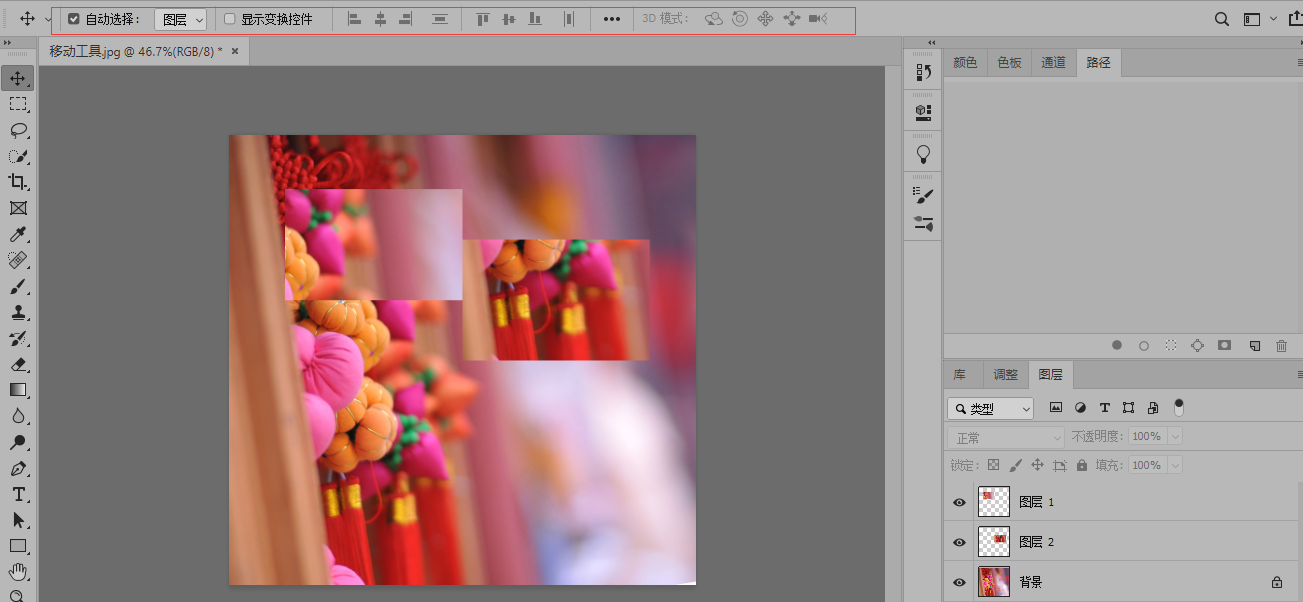 自动选择： 图层 显示变换控件 ••• 3D 模式：
移动工具.jpg @ 46.7%(RGB/8) * ×
颜色 色板 通道 路径
库 调整 图层
类型 T
正常 不透明度: 100%
锁定: 填充: 100%
图层 1
图层 2
背景
T